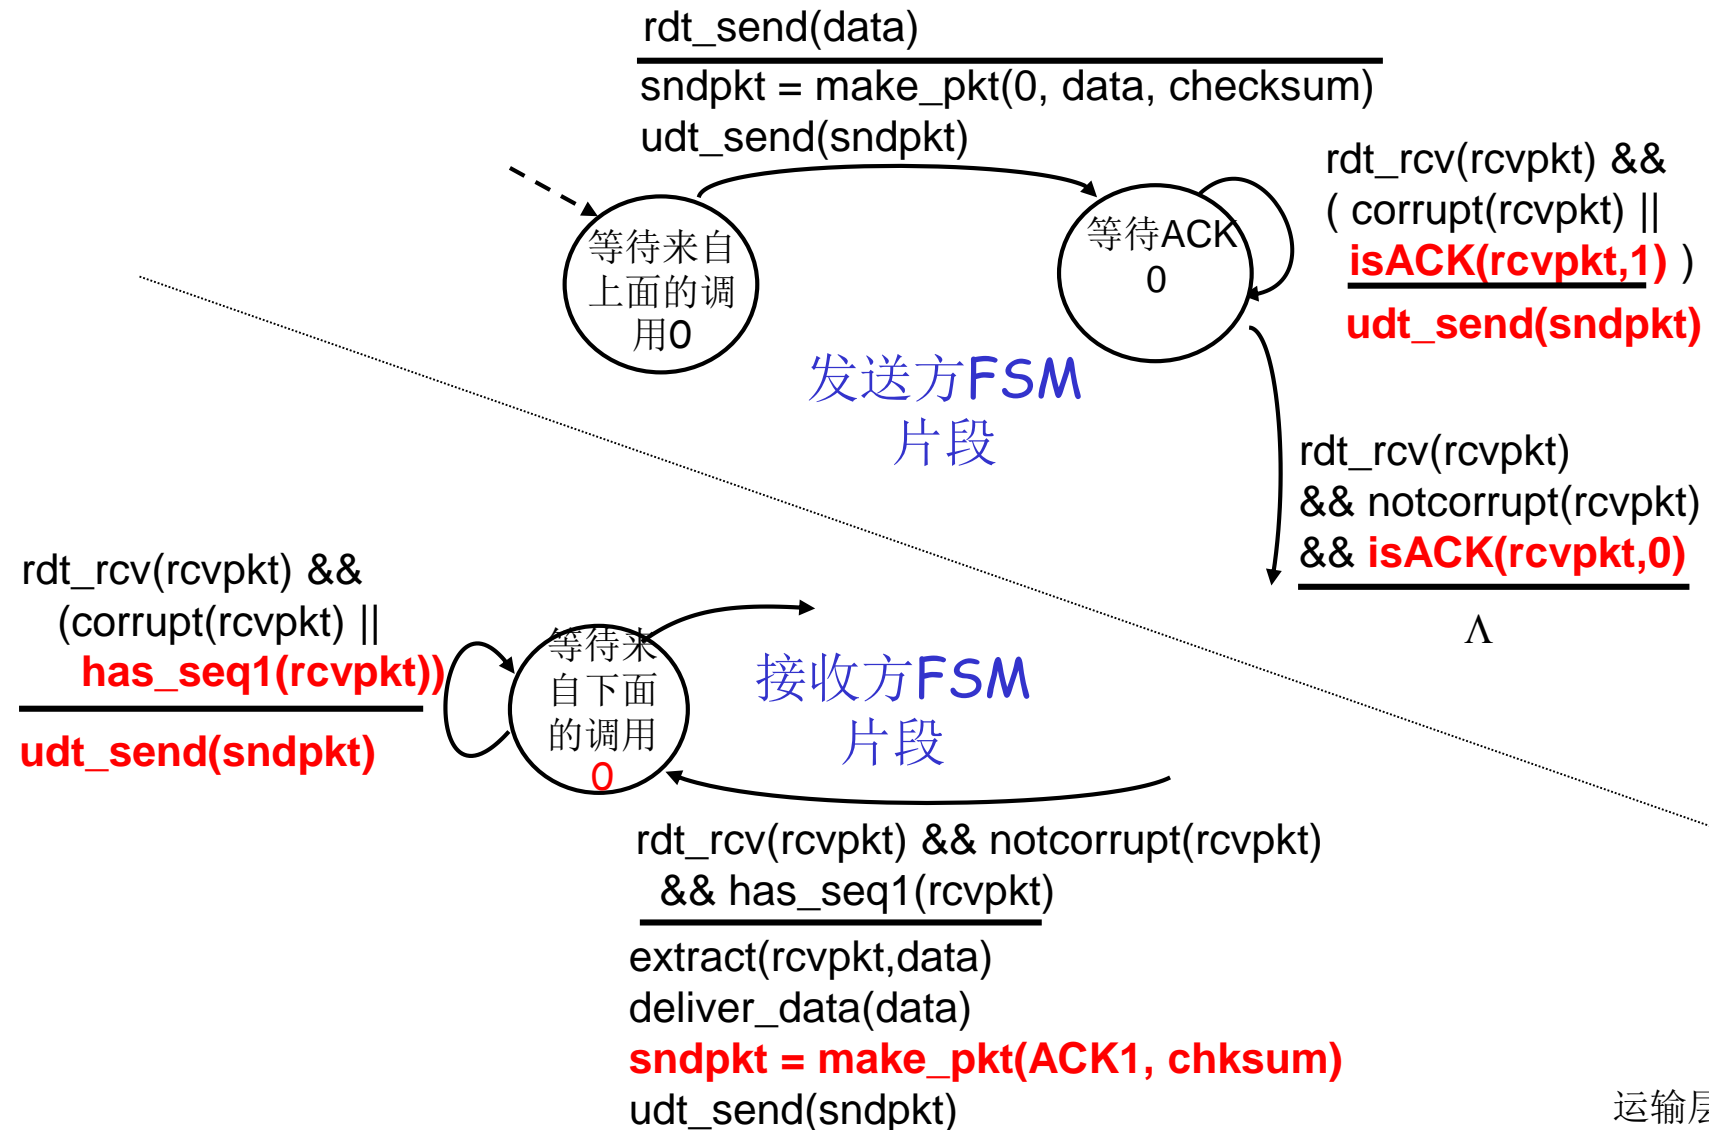 rdt_send(data)
sndpkt = make_pkt(0, data, checksum)
udt_send(sndpkt)
rdt_rcv(rcvpkt) &&
( corrupt(rcvpkt) ||
isACK(rcvpkt,1) )
udt_send(sndpkt)
等待来自
上面的调
用0
等待ACK
0
发送方FSM
片段
rdt_rcv(rcvpkt)
&& notcorrupt(rcvpkt)
&& isACK(rcvpkt,0)
Λ
rdt_rcv(rcvpkt) &&
(corrupt(rcvpkt) ||
has_seq1(rcvpkt))
udt_send(sndpkt)
等待来
自下面
的调用
0
接收方FSM
片段
rdt_rcv(rcvpkt) && notcorrupt(rcvpkt)
&& has_seq1(rcvpkt)
extract(rcvpkt,data)
deliver_data(data)
sndpkt = make_pkt(ACK1, chksum)
udt_send(sndpkt)
运输层